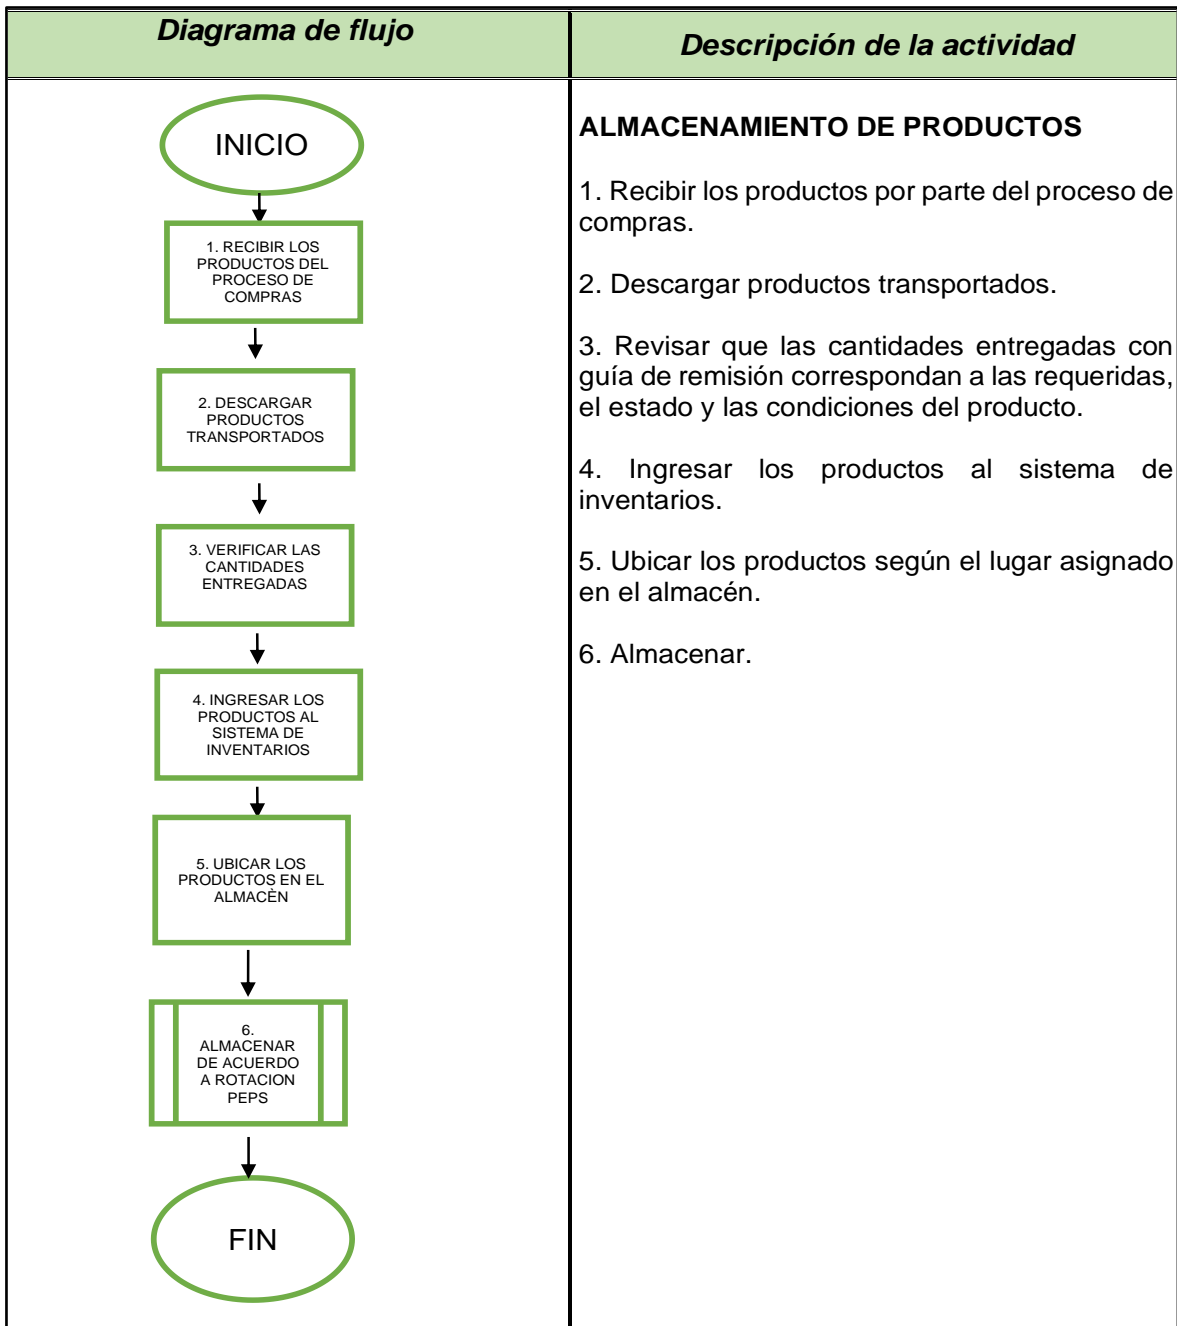 Diagrama de flujo
Descripción de la actividad
INICIO
1. RECIBIR LOS
PRODUCTOS DEL
PROCESO DE
COMPRAS
2. DESCARGAR
PRODUCTOS
TRANSPORTADOS
3. VERIFICAR LAS
CANTIDADES
ENTREGADAS
4. INGRESAR LOS
PRODUCTOS AL
SISTEMA DE
INVENTARIOS
5. UBICAR LOS
PRODUCTOS EN EL
ALMACÈN
6.
ALMACENAR
DE ACUERDO
A ROTACION
PEPS
FIN
ALMACENAMIENTO DE PRODUCTOS
1. Recibir los productos por parte del proceso de
compras.
2. Descargar productos transportados.
3. Revisar que las cantidades entregadas con
guía de remisión correspondan a las requeridas,
el estado y las condiciones del producto.
4. Ingresar los productos al sistema de
inventarios.
5. Ubicar los productos según el lugar asignado
en el almacén.
6. Almacenar.